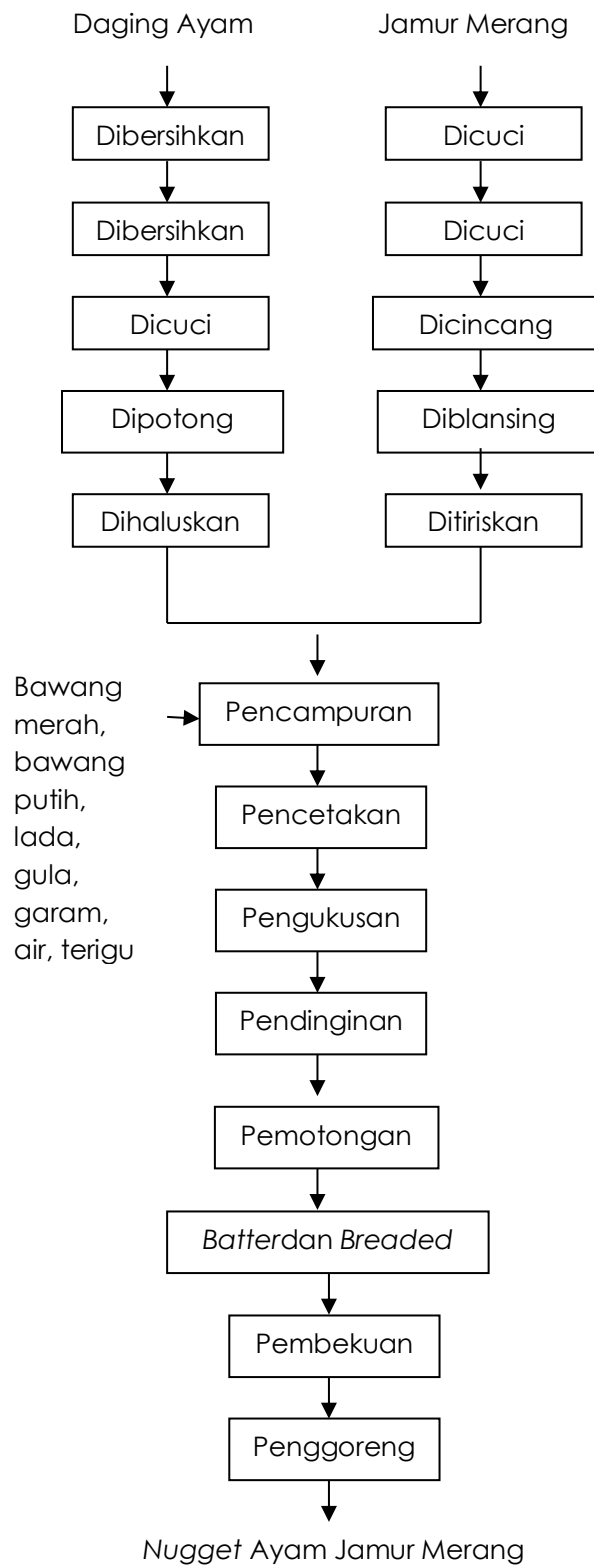 Daging Ayam
Jamur Merang
Dibersihkan
Dicuci
Dibersihkan
Dicuci
Dicuci
Dicincang
Dipotong
Diblansing
Dihaluskan
Ditiriskan
Bawang
merah,
bawang
putih,
lada,
gula,
garam,
air, terigu
Pencampuran
Pencetakan
Pengukusan
Pendinginan
Pemotongan
Batterdan Breaded
Pembekuan
Penggoreng
Nugget Ayam Jamur Merang